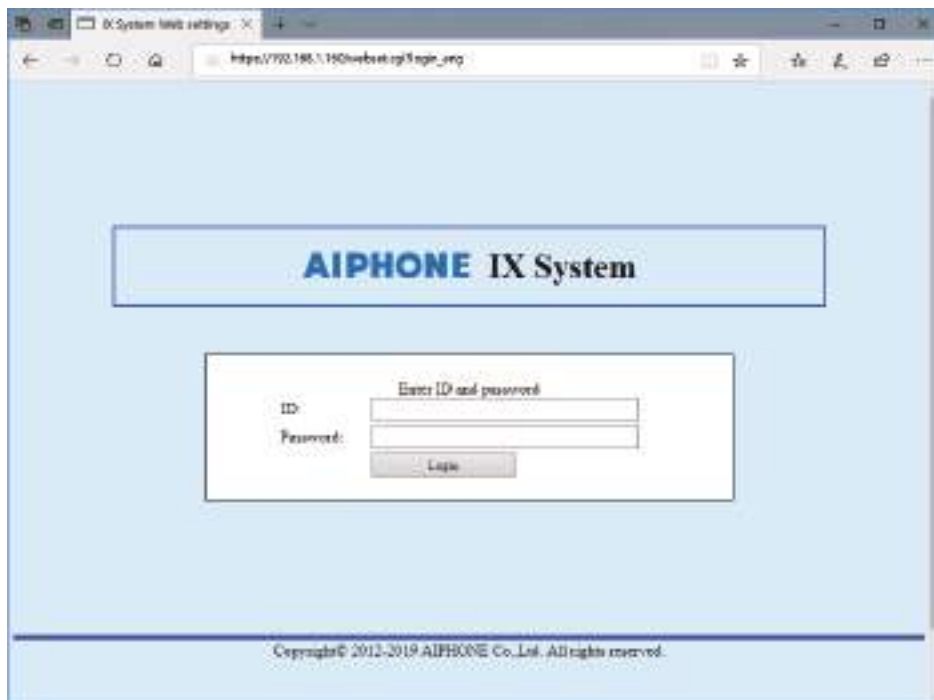 IX System Web settings
https://192.168.1.160/webset.cgi?login_eng
AIPHONE IX System
Enter ID and password
ID:
Password:
Login
Copyright© 2012-2019 AIPHONE Co.,Ltd. All rights reserved.